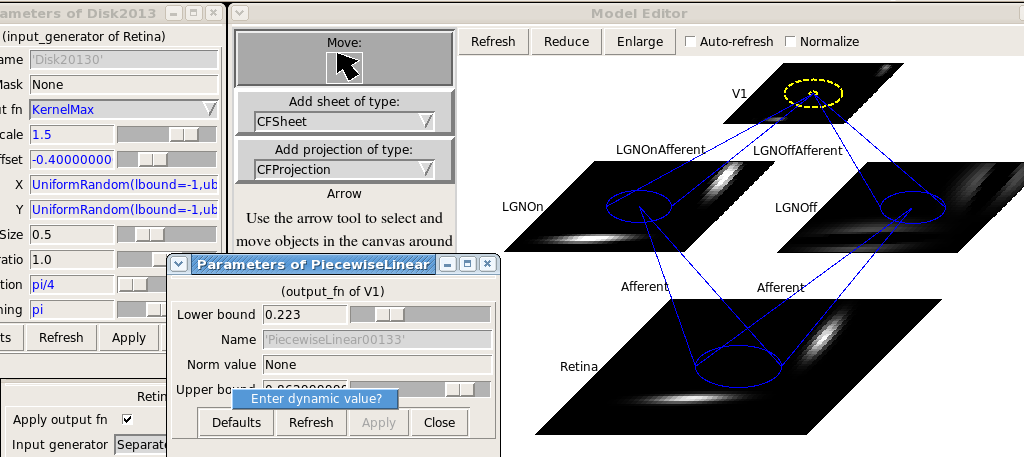 ameters of Disk2013
(input_generator of Retina)
ame 'Disk20130'
Mask None
ut fn KernelMax
cale 1.5
ffset -0.40000000
X UniformRandom(lbound=-1,ub
Y UniformRandom(lbound=-1,ub
Size 0.5
ratio 1.0
tion pi/4
ning pi
ts Refresh Apply
Retin
Apply output fn
Input generator Separate
Model Editor
Refresh Reduce Enlarge Auto-refresh Normalize
Move:
Add sheet of type:
CFSheet
Add projection of type:
CFProjection
Arrow
Use the arrow tool to select and
move objects in the canvas around
Parameters of PiecewiseLinear
(output_fn of V1)
Lower bound 0.223
Name 'PiecewiseLinear00133'
Norm value None
Upper bound
Enter dynamic value?
Defaults Refresh Apply Close
V1
LGNOnAfferent LGNOffAfferent
LGNOn LGNOff
Afferent Afferent
Retina